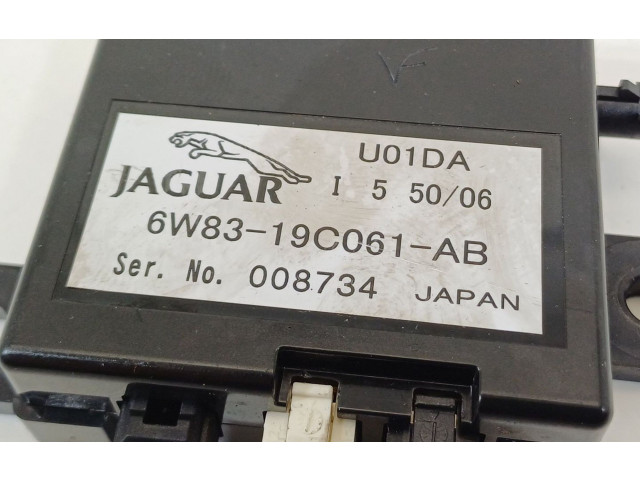 U01DA
JAGUAR I 5 50/06
6W83-19C061-AB
Ser. No. 008734 JAPAN